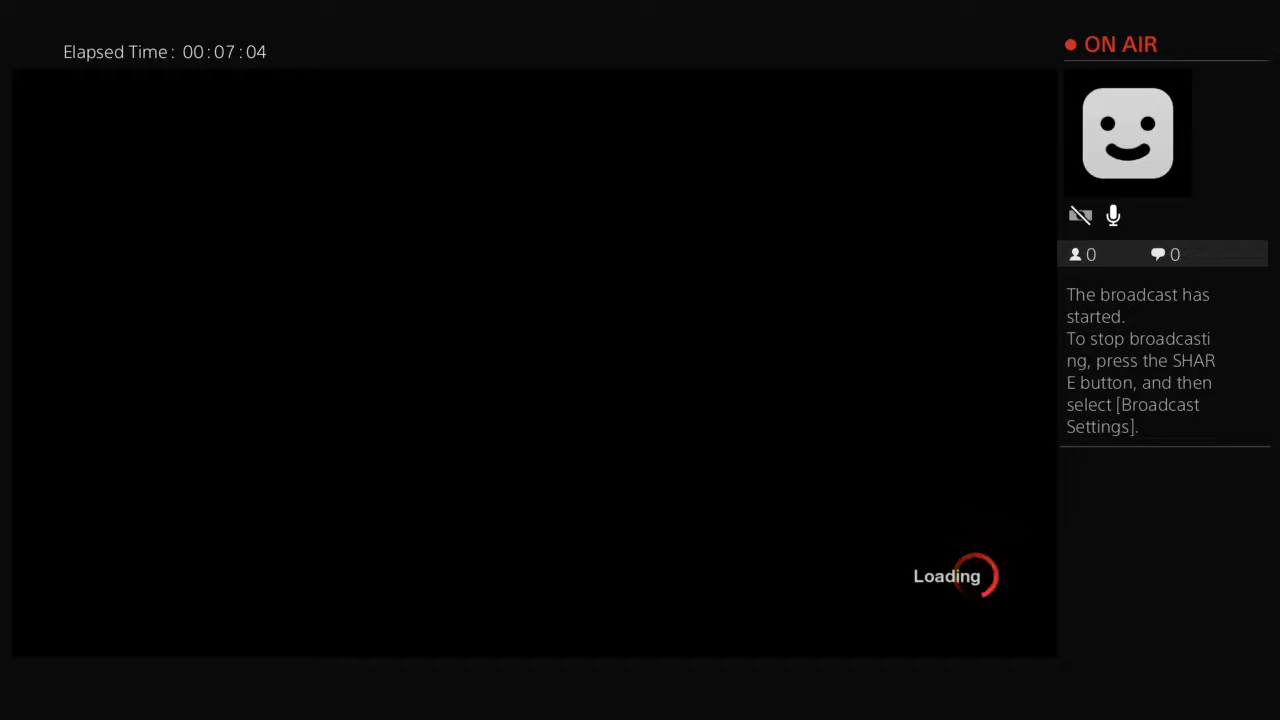 Elapsed Time: 00:07:04
ON AIR
0 0
The broadcast has
started.
To stop broadcasti
ng, press the SHAR
E button, and then
select [Broadcast
Settings].
Loading